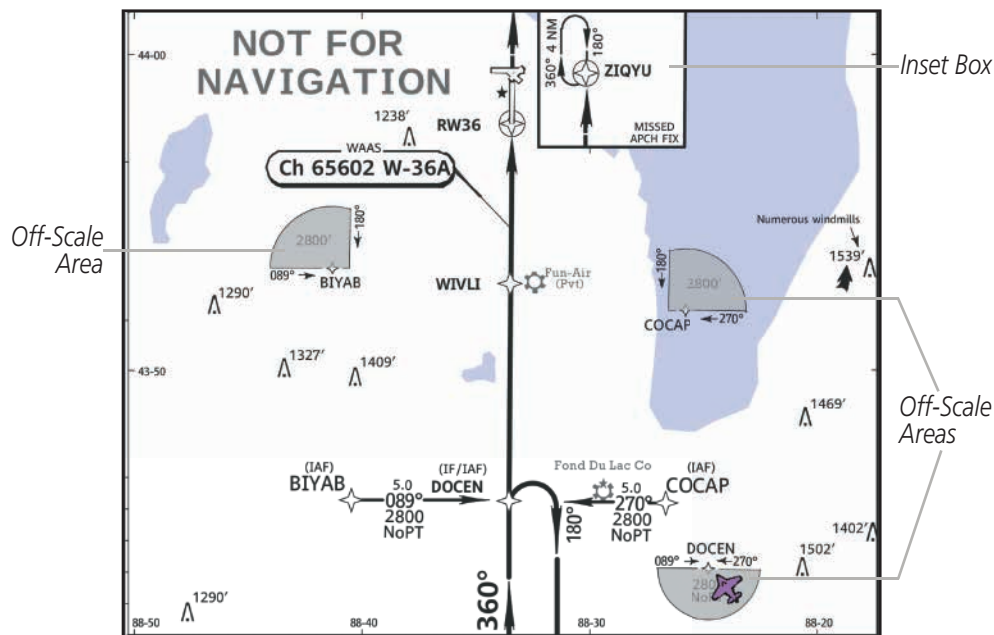 NOT FOR
NAVIGATION
44-00
360° 4 NM
180°
ZIQYU
MISSED
APCH FIX
Inset Box
1238'
RW36
WAAS
Ch 65602 W-36A
Off-Scale
Area
2800'
180°
089°
BIYAB
WIVLI
Fun-Air
(Pvt)
180°
COCAP
270°
Numerous windmills
1539'
1290'
1327'
1409'
43-50
1469'
Off-Scale
Areas
(IAF)
BIYAB
5.0
089°
2800
NoPT
(IF/IAF)
DOCEN
Fond Du Lac Co
(IAF)
COCAP
5.0
270°
2800
NoPT
180°
360°
1402'
1502'
DOCEN
089°
270°
1290'
88-50
88-40
88-30
88-20